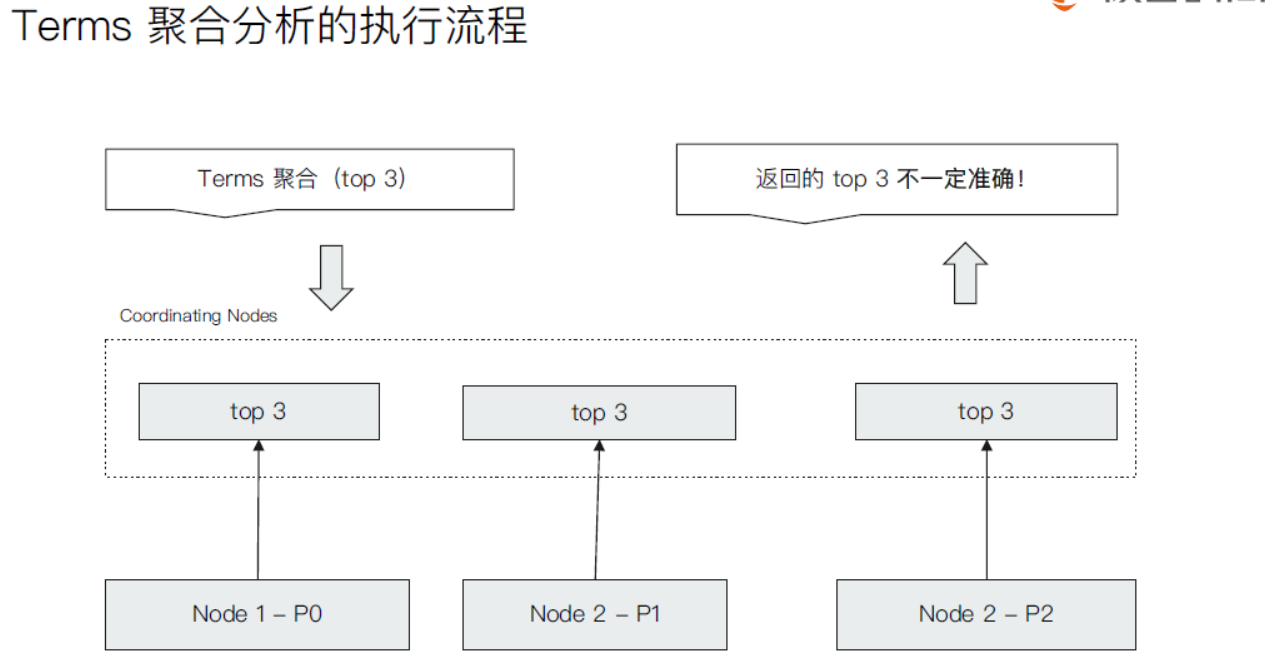 Terms 聚合分析的执行流程
Terms 聚合（top 3）
返回的 top 3 不一定准确！
Coordinating Nodes
top 3
top 3
top 3
Node 1 – P0
Node 2 – P1
Node 2 – P2